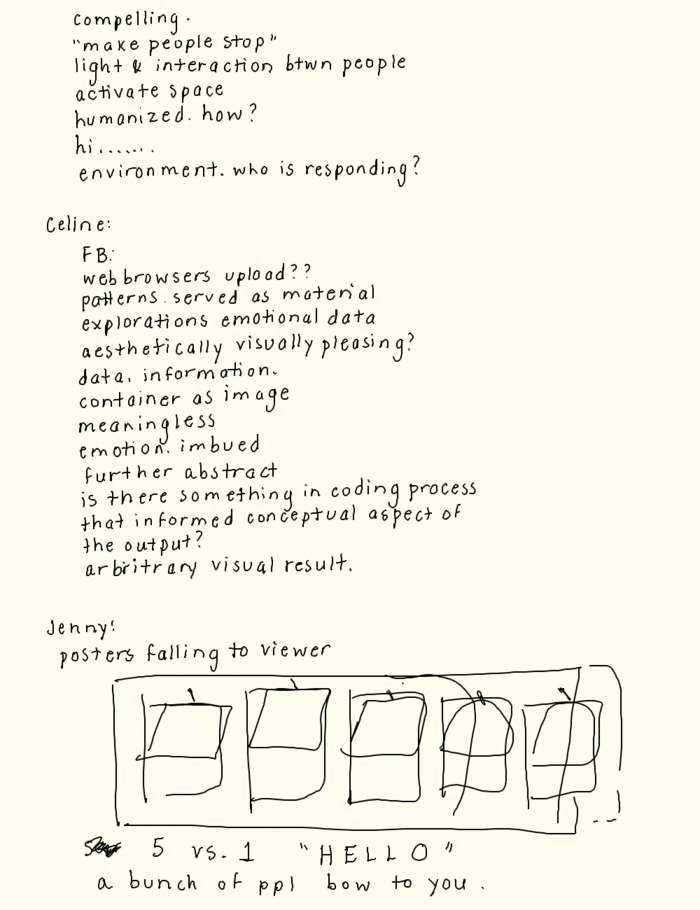 compelling.
"make people stop"
light & interaction btwn people
activate space
humanized. how?
hi.......
environment. who is responding?
Celine:
FB:
web browsers upload??
patterns. served as material
explorations emotional data
aesthetically visually pleasing?
data, information.
container as image
meaningless
emotion. imbued
further abstract
is there something in coding process
that informed conceptual aspect of
the output?
arbritrary visual result.
Jenny:
posters falling to viewer
5 vs. 1 "HELLO"
a bunch of ppl bow to you.